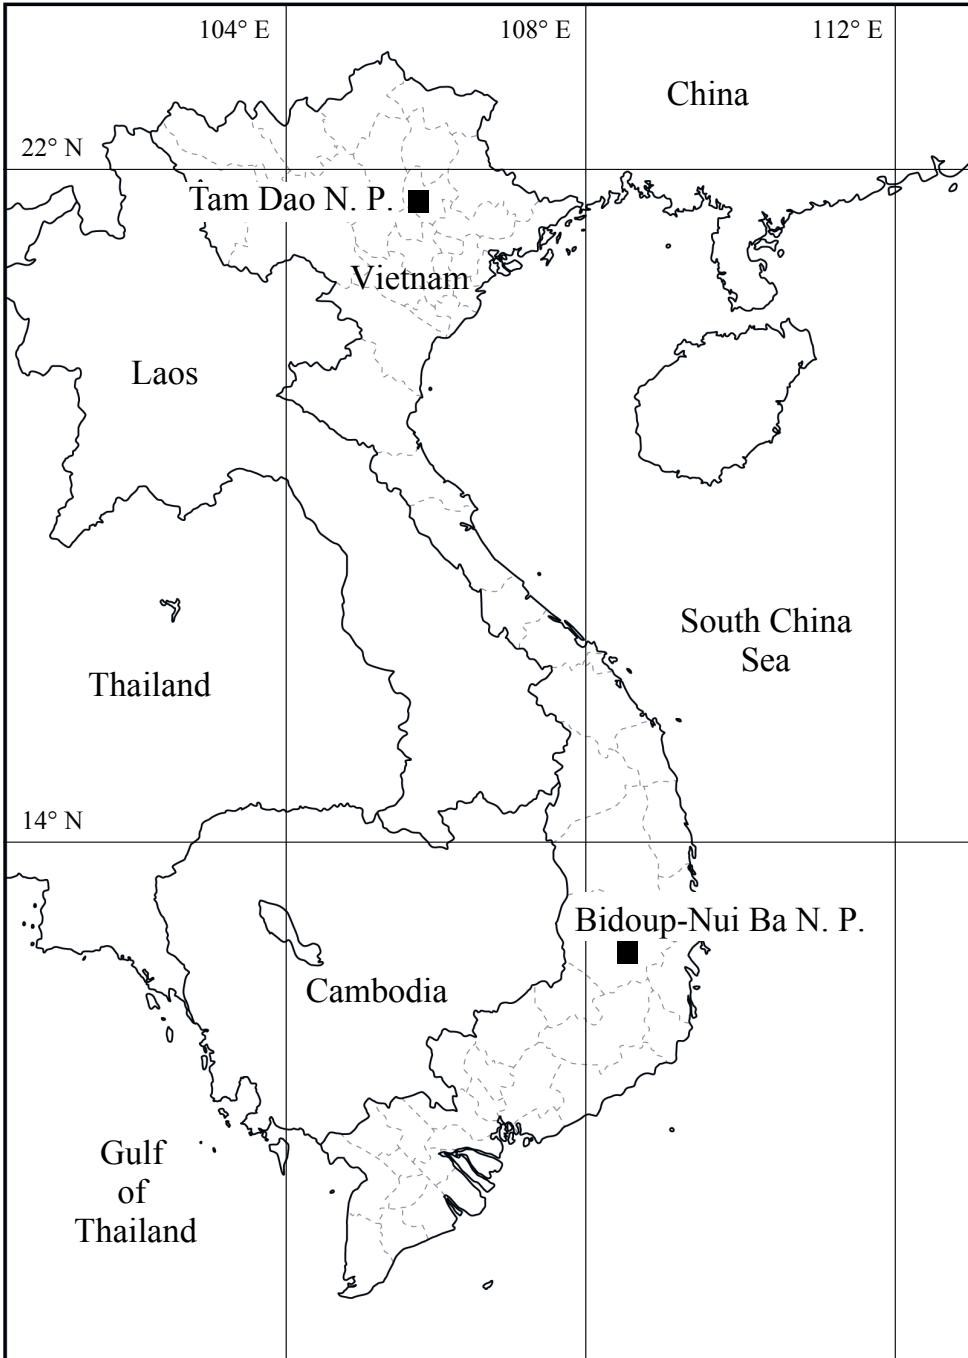 104° E
108° E
112° E
China
22° N
Tam Dao N. P.
Vietnam
Laos
South China
Sea
Thailand
14° N
Bidoup-Nui Ba N. P.
Cambodia
Gulf
of
Thailand